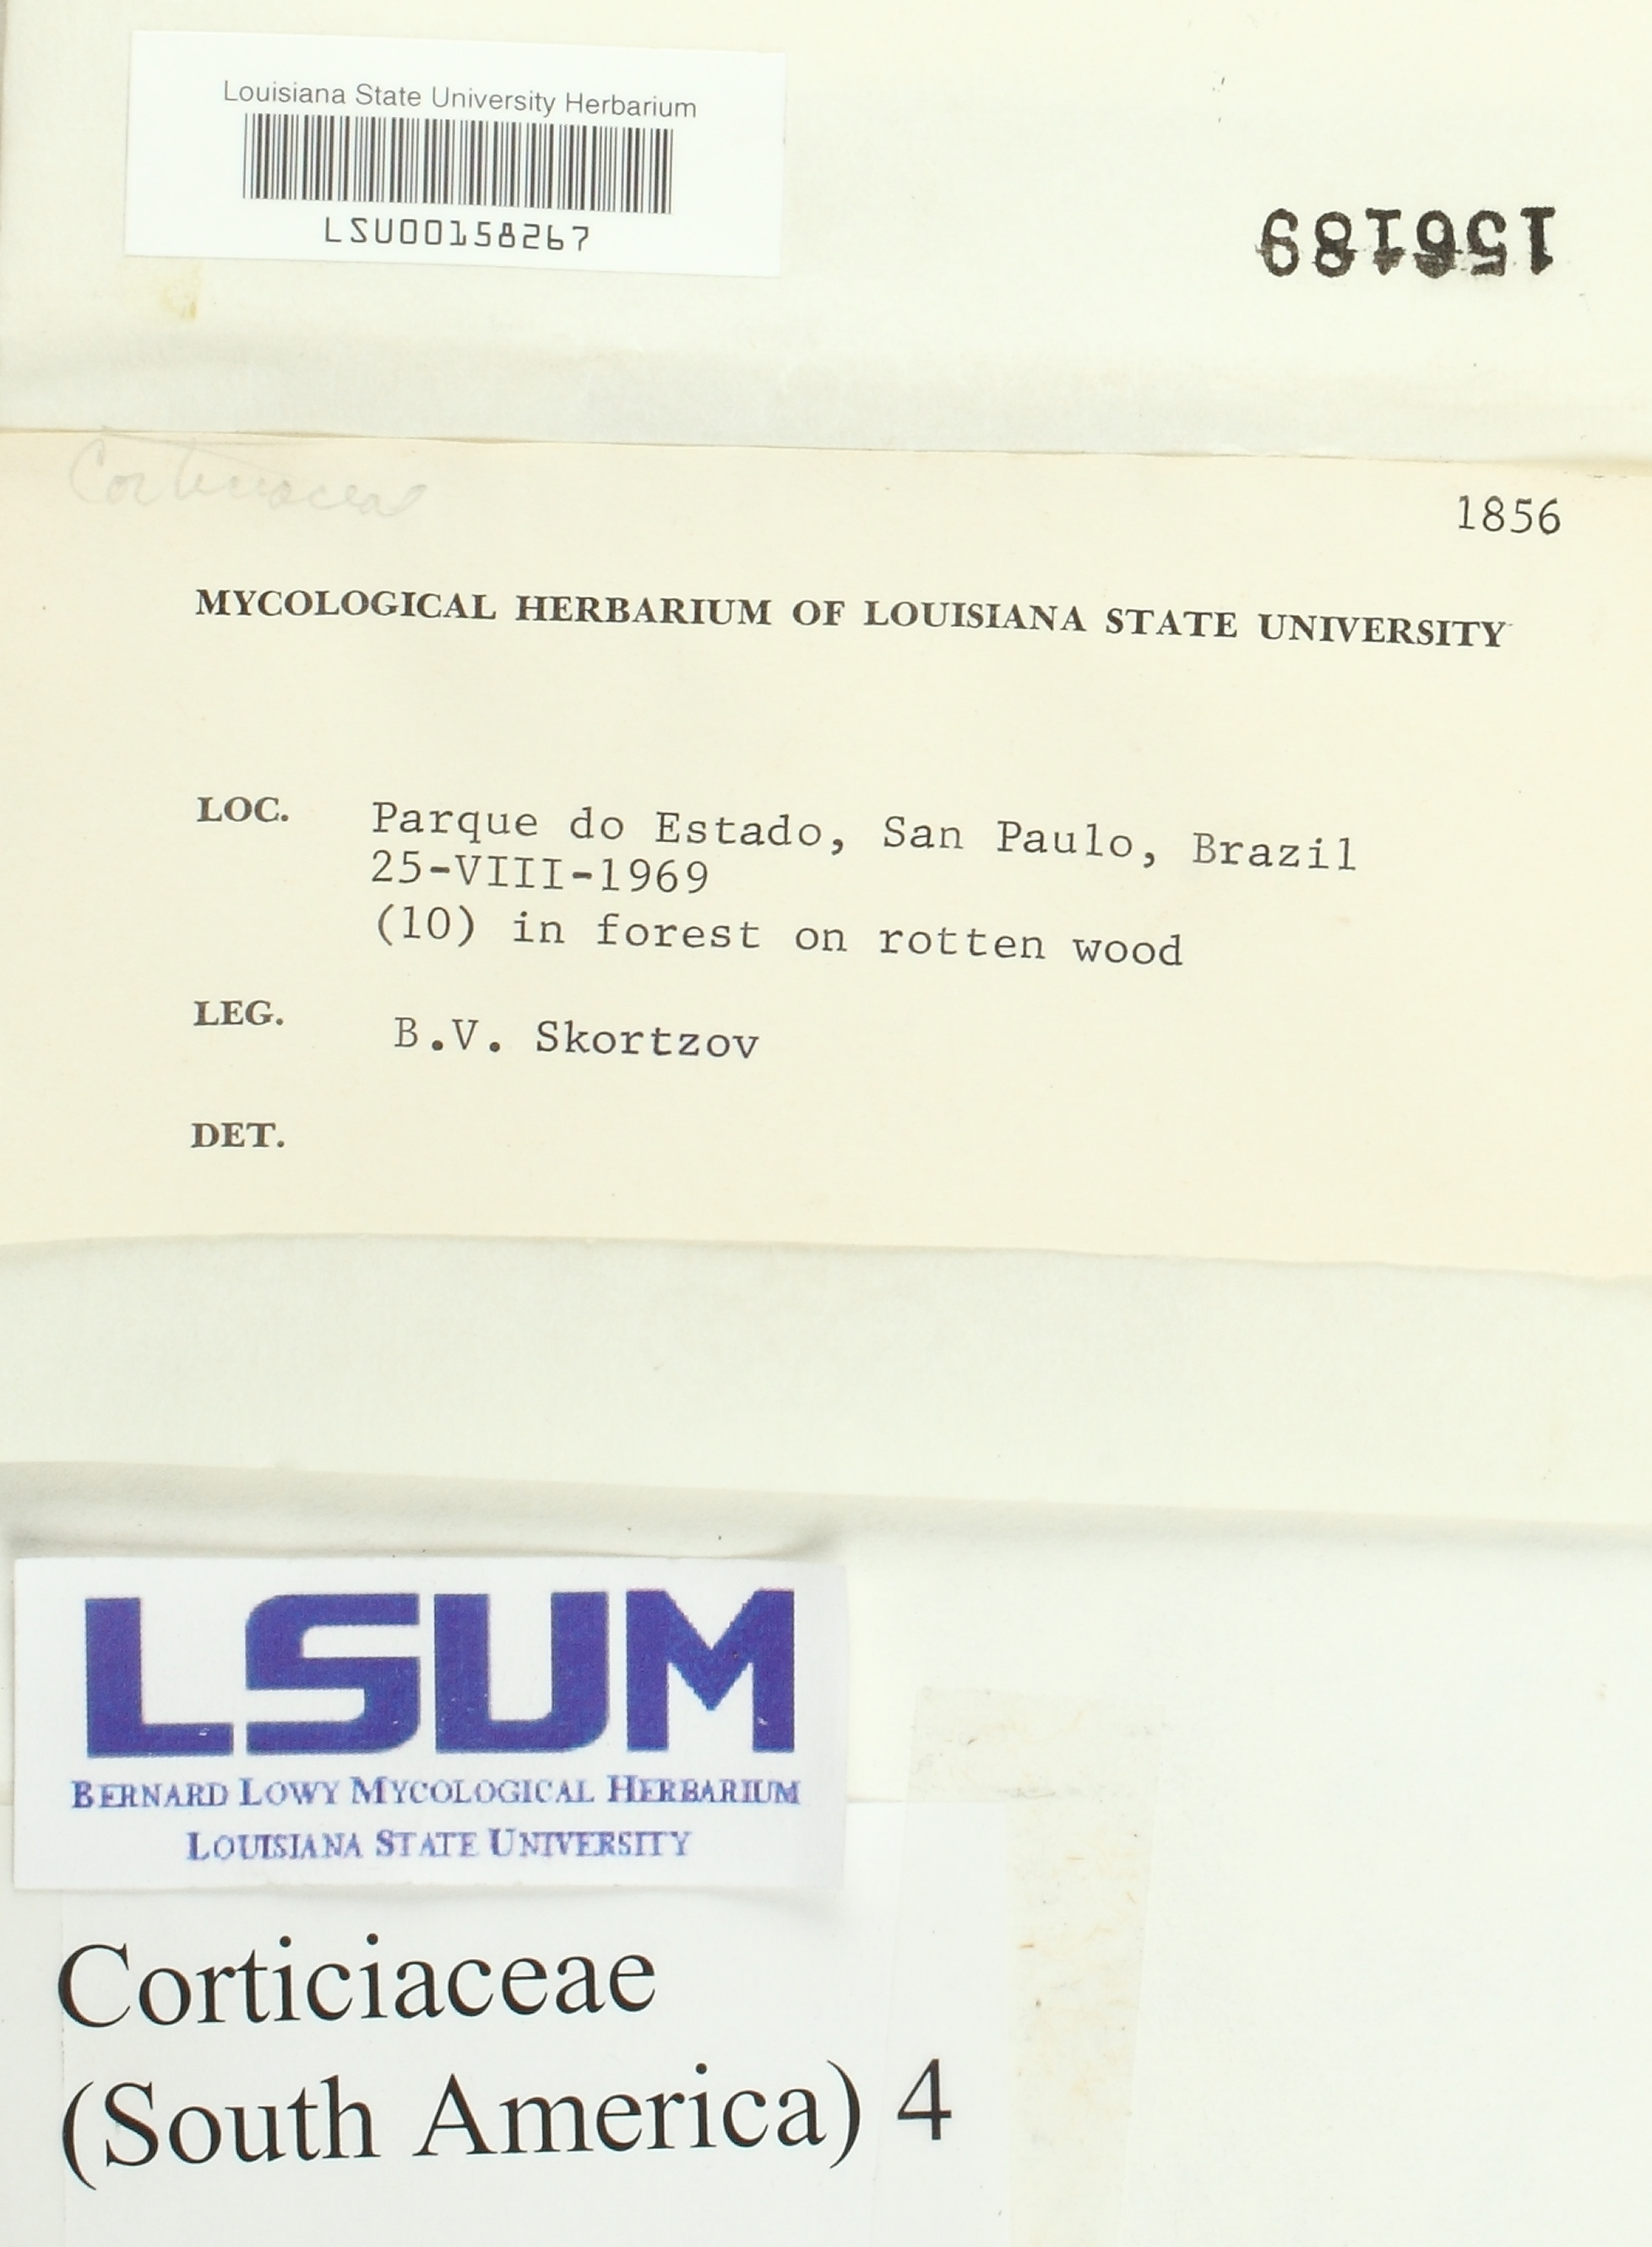 Louisiana State University Herbarium
LSU00158267
156189
Corticiaceae
1856
MYCOLOGICAL HERBARIUM OF LOUISIANA STATE UNIVERSITY
LOC. Parque do Estado, San Paulo, Brazil
25-VIII-1969
(10) in forest on rotten wood
LEG. B.V. Skortzov
DET.
LSUM
BERNARD LOWY MYCOLOGICAL HERBARIUM
LOUISIANA STATE UNIVERSITY
Corticiaceae
(South America) 4